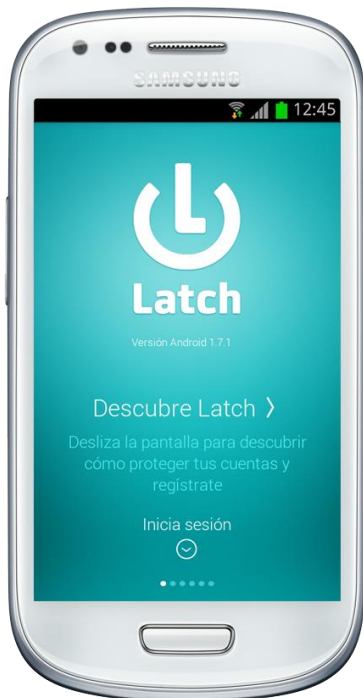 SAMSUNG
12:45
Latch
Versión Android 1.7.1
Descubre Latch 〉
Desliza la pantalla para descubrir
cómo proteger tus cuentas y
regístrate
Inicia sesión